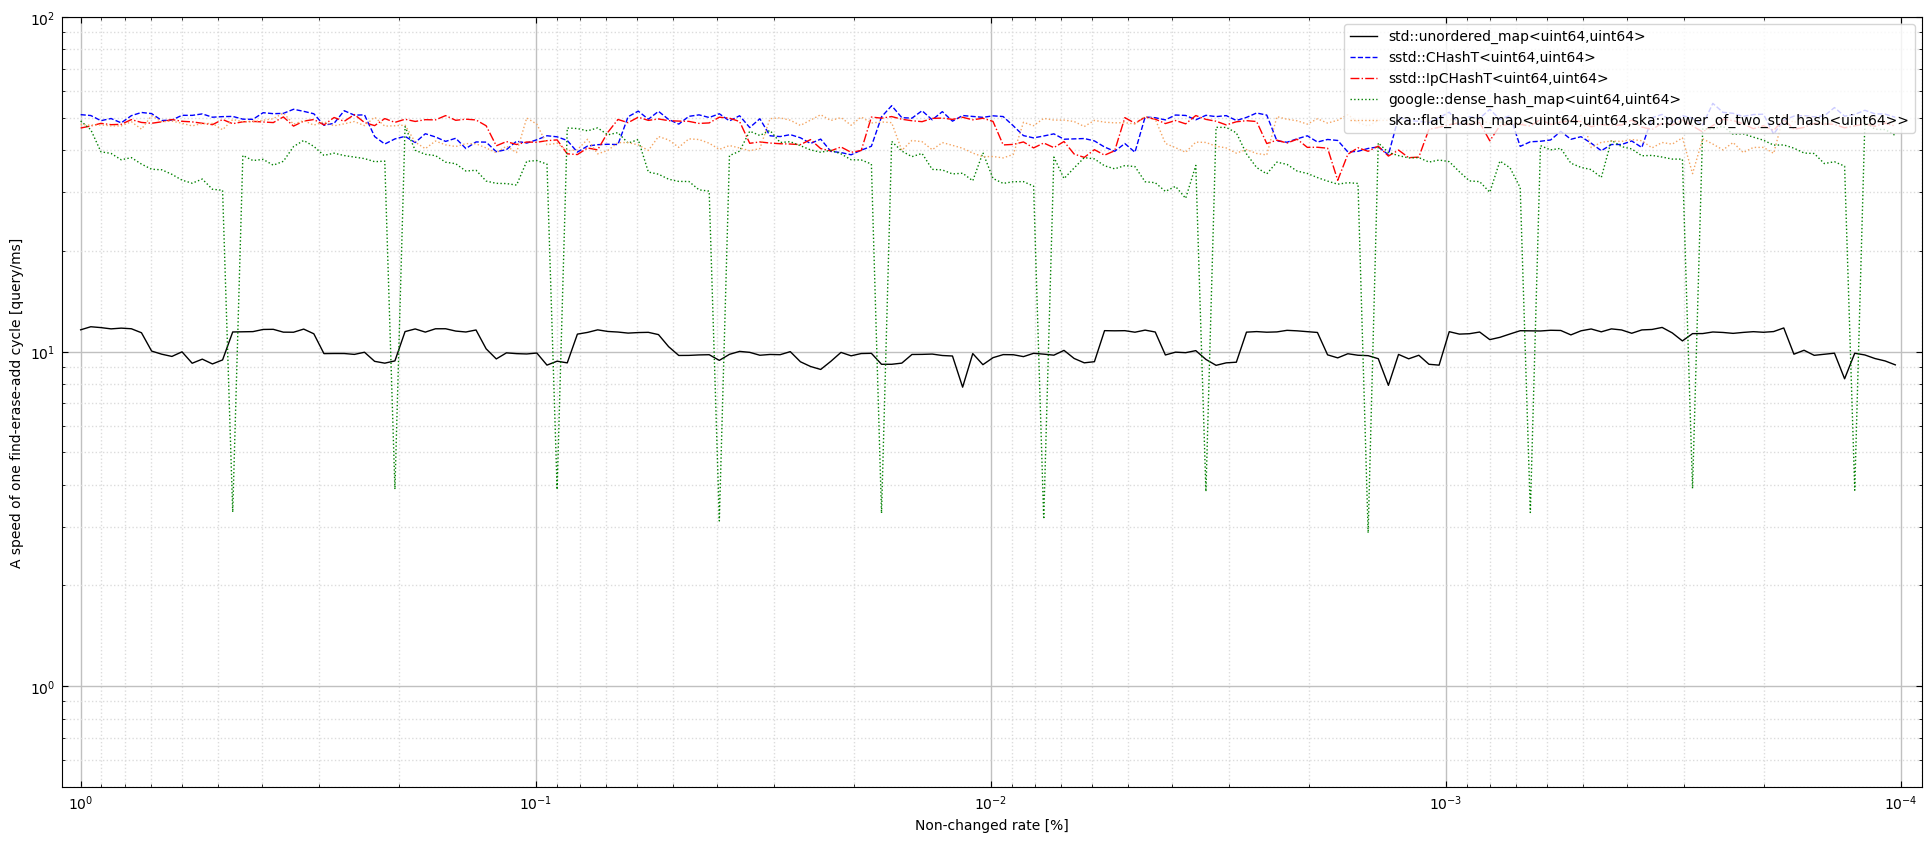 10²
std::unordered_map<uint64,uint64>
sstd::CHashT<uint64,uint64>
sstd::IpCHashT<uint64,uint64>
google::dense_hash_map<uint64,uint64>
ska::flat_hash_map<uint64,uint64,ska::power_of_two_std_hash<uint64>>
A speed of one find-erase-add cycle [query/ms]
10¹
10⁰
10⁰
10⁻¹
10⁻²
10⁻³
10⁻⁴
Non-changed rate [%]